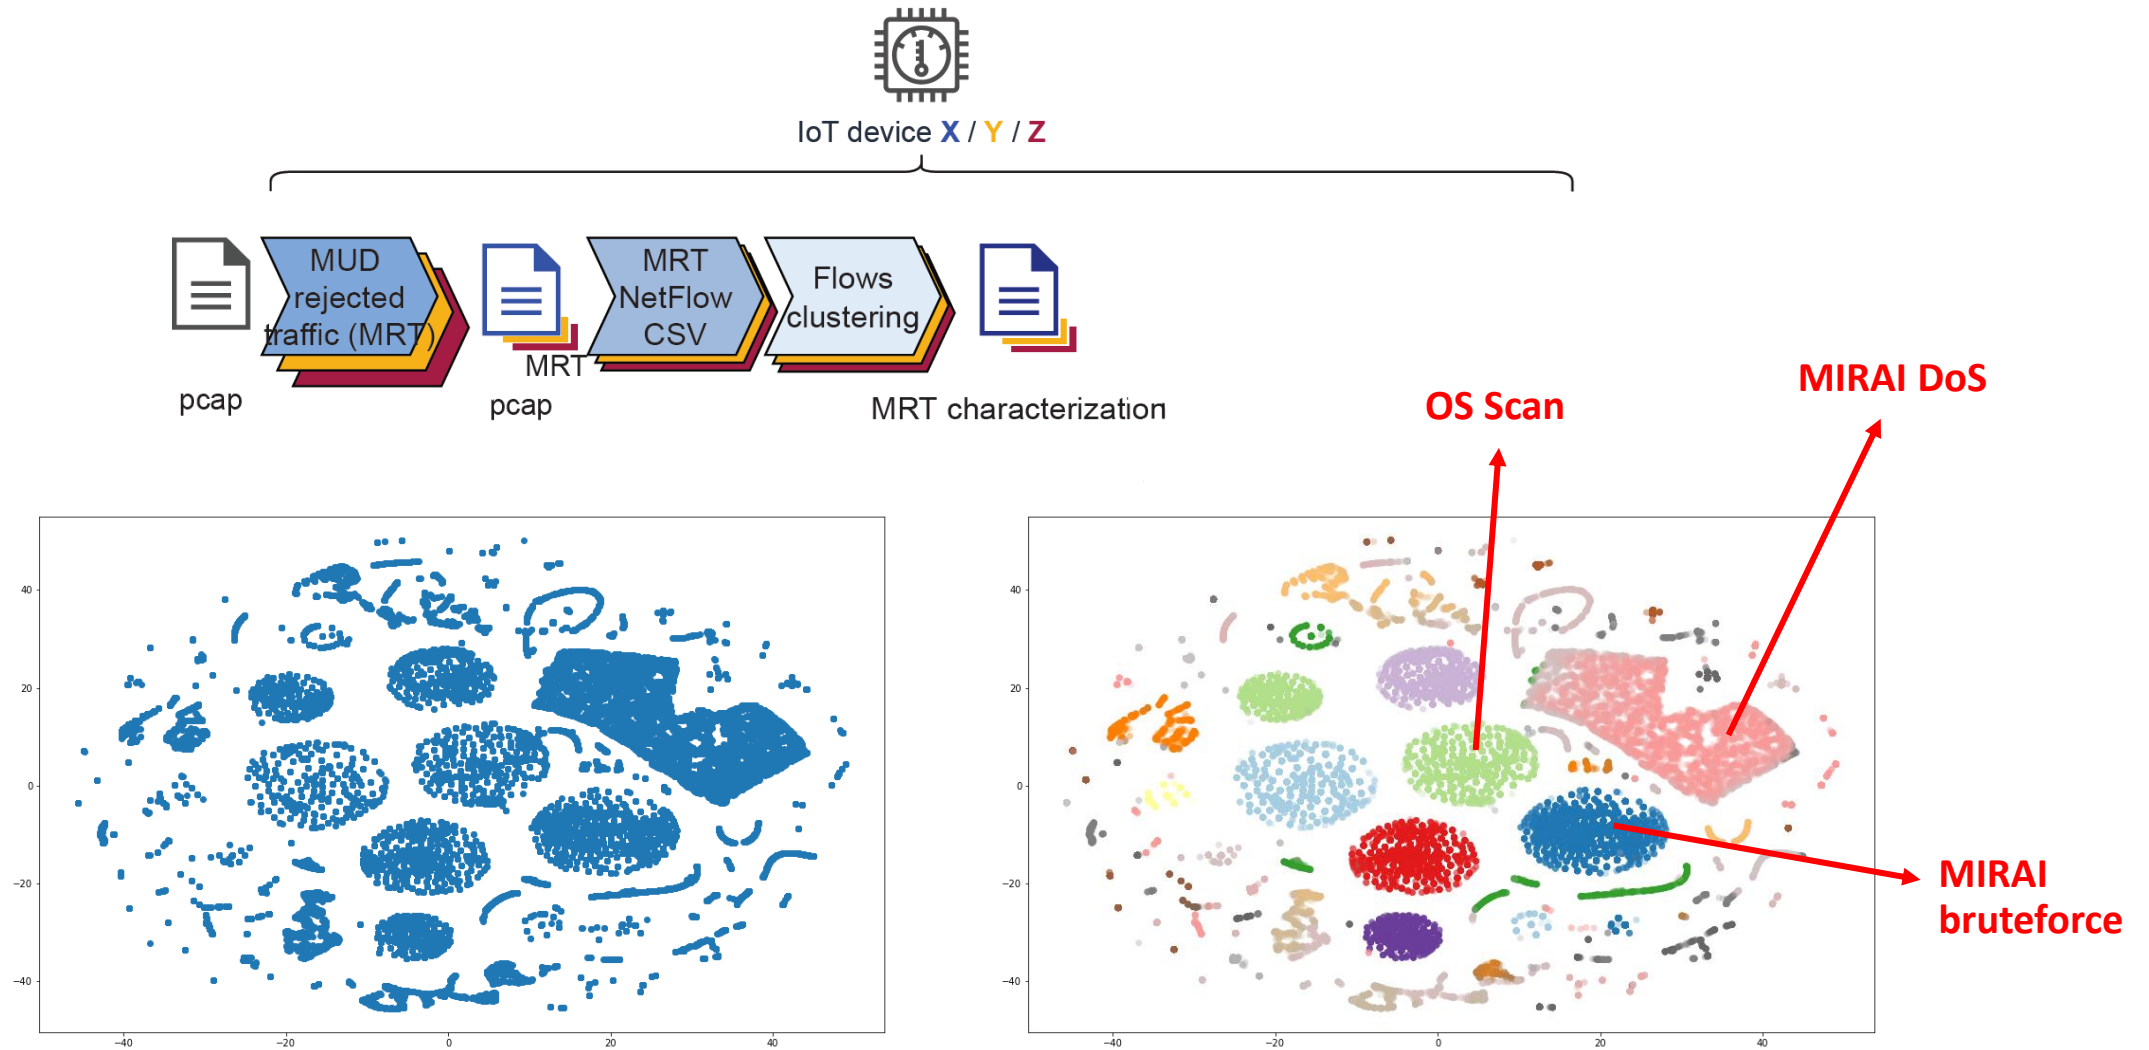 IoT device X / Y / Z
MUD
rejected
traffic (MRT)
MRT
NetFlow
CSV
Flows
clustering
MRT
pcap
pcap
MRT characterization
OS Scan
MIRAI DoS
MIRAI
bruteforce
40
20
0
−20
−40
−40
−20
0
20
40
40
20
0
−20
−40
−40
−20
0
20
40